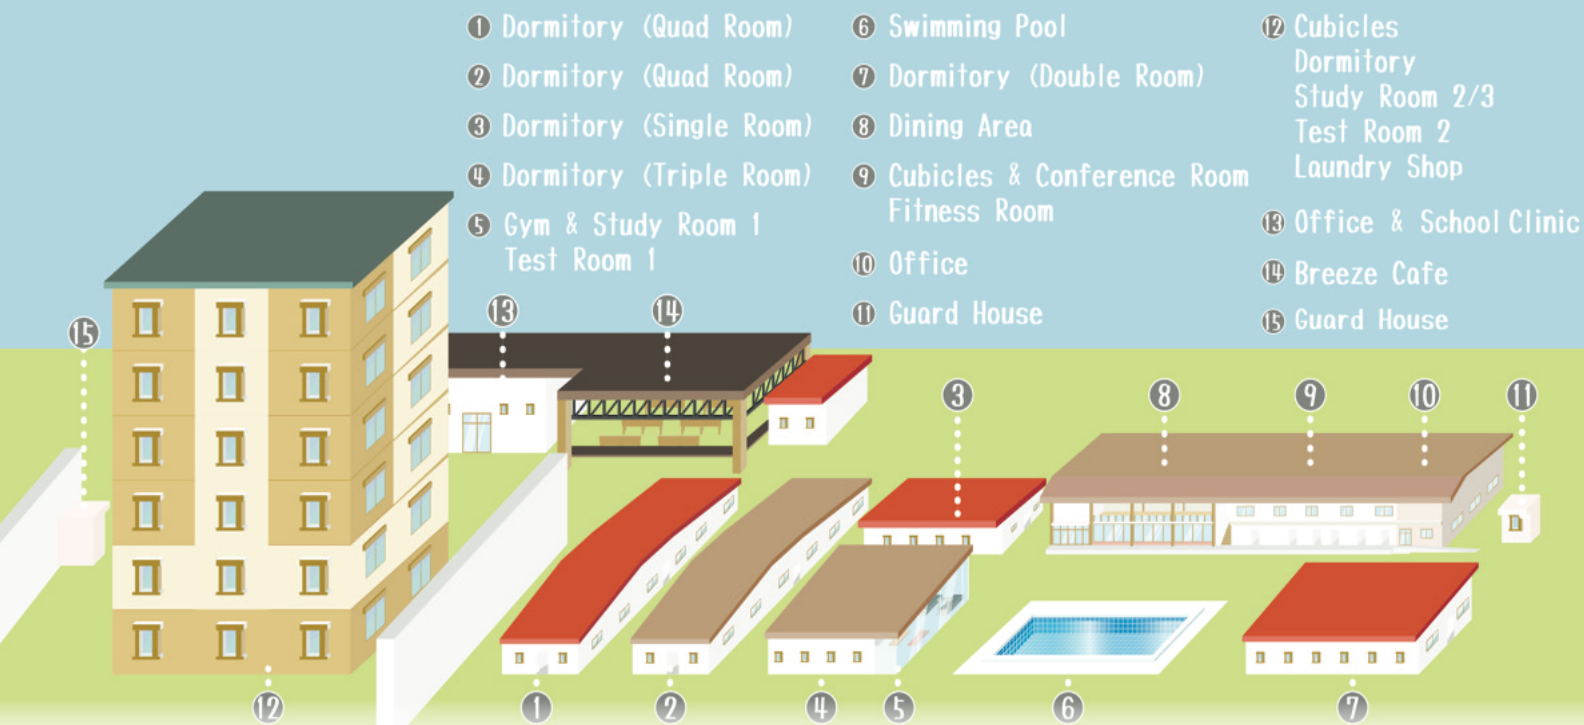 ① Dormitory (Quad Room)
② Dormitory (Quad Room)
③ Dormitory (Single Room)
④ Dormitory (Triple Room)
⑤ Gym & Study Room 1
Test Room 1
⑥ Swimming Pool
⑦ Dormitory (Double Room)
⑧ Dining Area
⑨ Cubicles & Conference Room
Fitness Room
⑩ Office
⑪ Guard House
⑫ Cubicles
Dormitory
Study Room 2/3
Test Room 2
Laundry Shop
⑬ Office & School Clinic
⑭ Breeze Cafe
⑮ Guard House
⑮
⑬
⑭
③
⑧
⑨
⑩
⑪
⑫
①
②
④
⑤
⑥
⑦